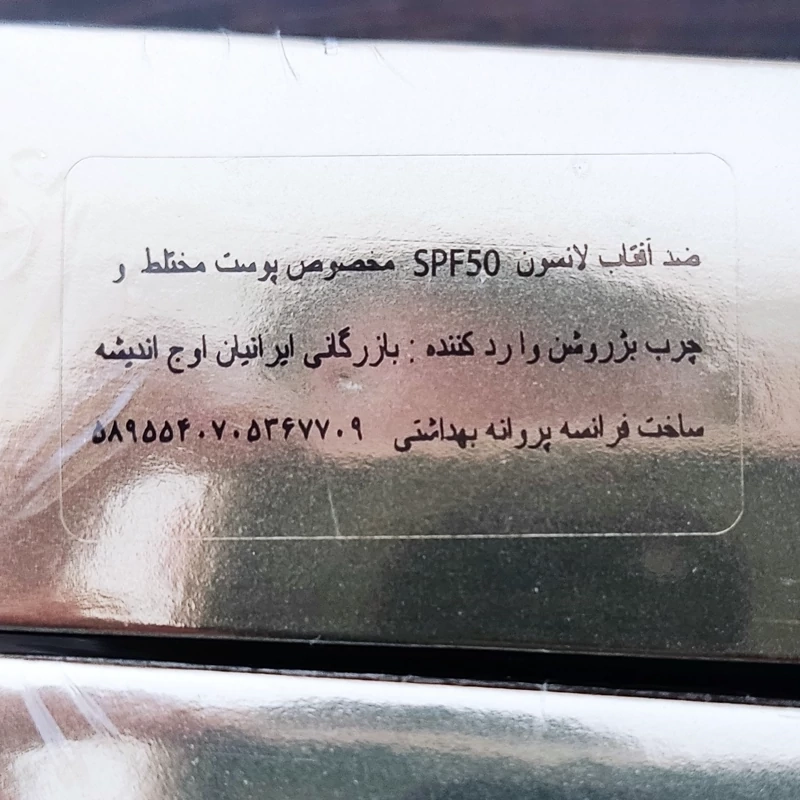 ضد آفتاب لانسون SPF50 مخصوص پوست مختلط و
چرب بژروشن وارد کننده : بازرگانی ایرانیان اوج اندیشه
ساخت فرانسه پروانه بهداشتی ۵۸۹۵۵۴۰۷۰۵۳۶۷۷۰۹